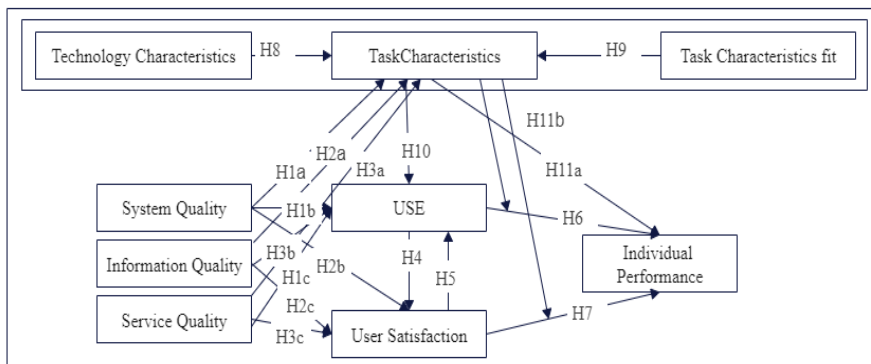 Technology Characteristics
H8
TaskCharacteristics
H9
Task Characteristics fit
H11b
H2a
H10
H1a
H3a
H11a
System Quality
H1b
USE
H6
H3b
H4
Individual
Performance
Information Quality
H2b
H1c
H5
H2c
H7
Service Quality
H3c
User Satisfaction